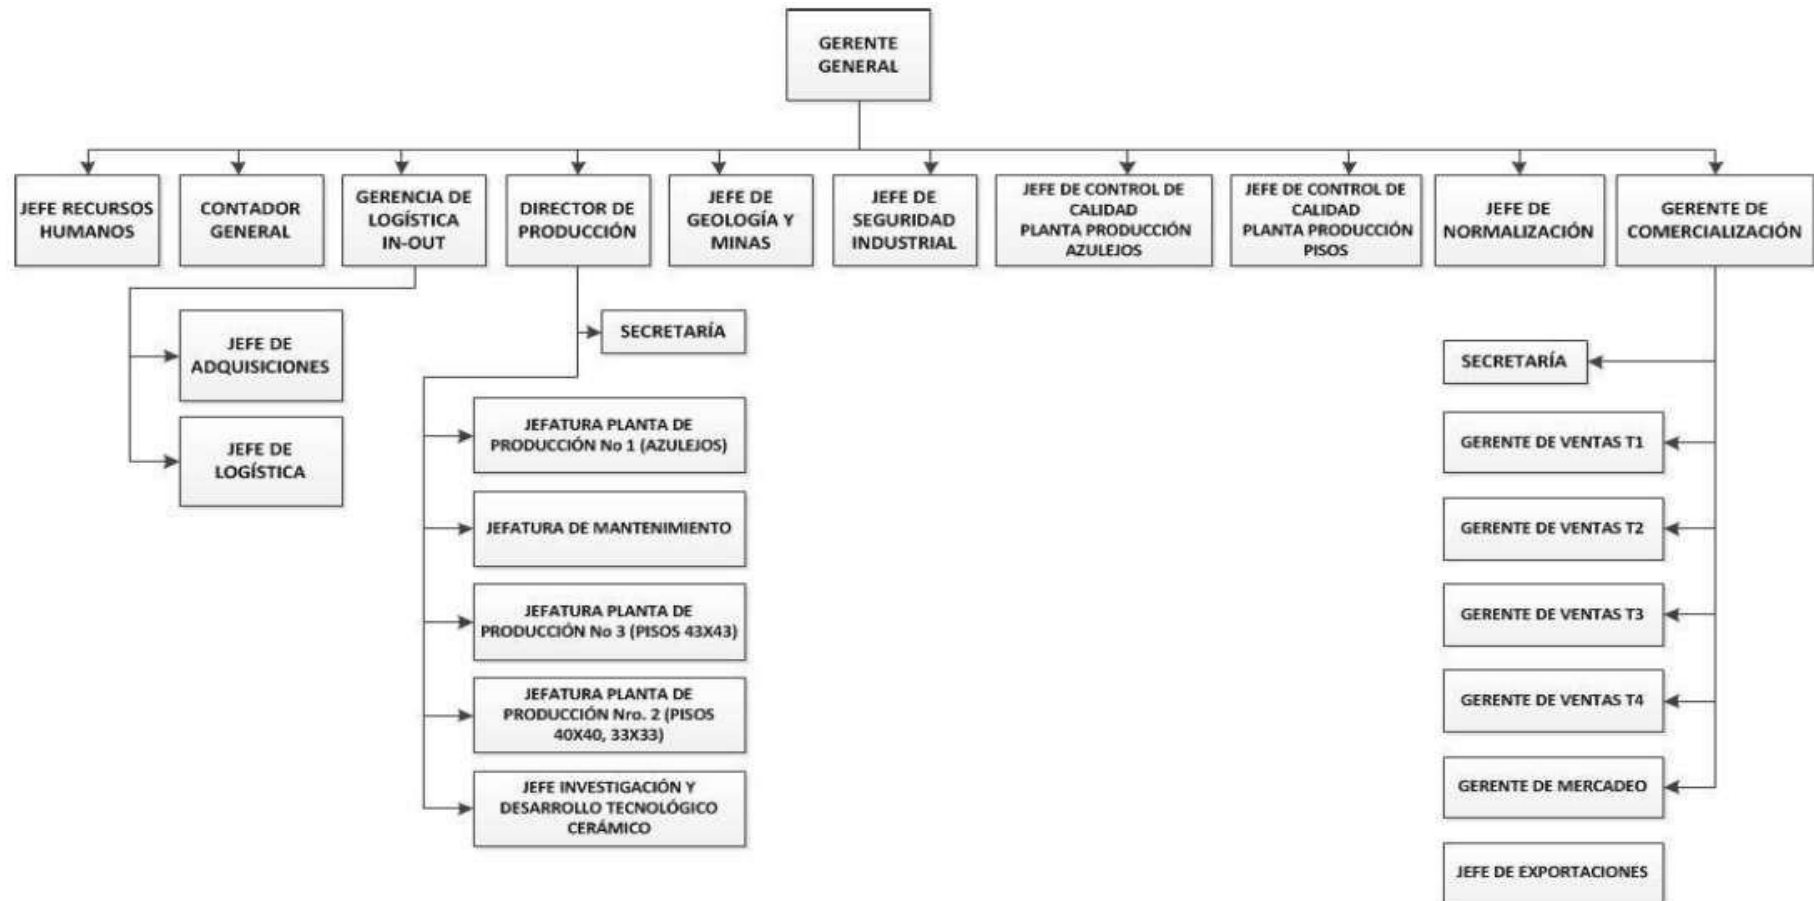 GERENTE
GENERAL
JEFE RECURSOS
HUMANOS
CONTADOR
GENERAL
GERENCIA DE
LOGÍSTICA
IN-OUT
DIRECTOR DE
PRODUCCIÓN
JEFE DE
GEOLOGÍA Y
MINAS
JEFE DE
SEGURIDAD
INDUSTRIAL
JEFE DE CONTROL DE
CALIDAD
PLANTA PRODUCCIÓN
AZULEJOS
JEFE DE CONTROL DE
CALIDAD
PLANTA PRODUCCIÓN
PISOS
JEFE DE
NORMALIZACIÓN
GERENTE DE
COMERCIALIZACIÓN
JEFE DE
ADQUISICIONES
JEFE DE
LOGÍSTICA
SECRETARÍA
JEFATURA PLANTA DE
PRODUCCIÓN No 1 (AZULEJOS)
JEFATURA DE MANTENIMIENTO
JEFATURA PLANTA DE
PRODUCCIÓN No 3 (PISOS 43X43)
JEFATURA PLANTA DE
PRODUCCIÓN Nro. 2 (PISOS
40X40, 33X33)
JEFE INVESTIGACIÓN Y
DESARROLLO TECNOLÓGICO
CERÁMICO
SECRETARÍA
GERENTE DE VENTAS T1
GERENTE DE VENTAS T2
GERENTE DE VENTAS T3
GERENTE DE VENTAS T4
GERENTE DE MERCADEO
JEFE DE EXPORTACIONES